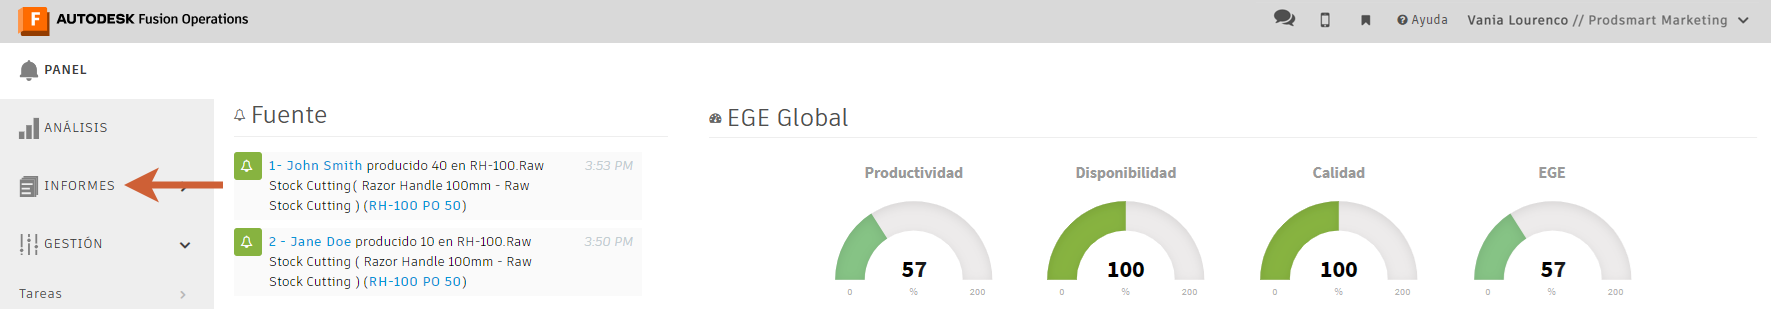 AUTODESK Fusion Operations
Ayuda
Vania Lourenco // Prodsmart Marketing
PANEL
ANÁLISIS
INFORMES
GESTIÓN
Tareas
Fuente
1- John Smith producido 40 en RH-100.Raw
3:53 PM
Stock Cutting( Razor Handle 100mm - Raw
Stock Cutting ) (RH-100 PO 50)
2 - Jane Doe producido 10 en RH-100.Raw
3:50 PM
Stock Cutting ( Razor Handle 100mm - Raw
Stock Cutting ) (RH-100 PO 50)
EGE Global
Productividad
57
0 % 200
Disponibilidad
100
0 % 200
Calidad
100
0 % 200
EGE
57
0 % 200